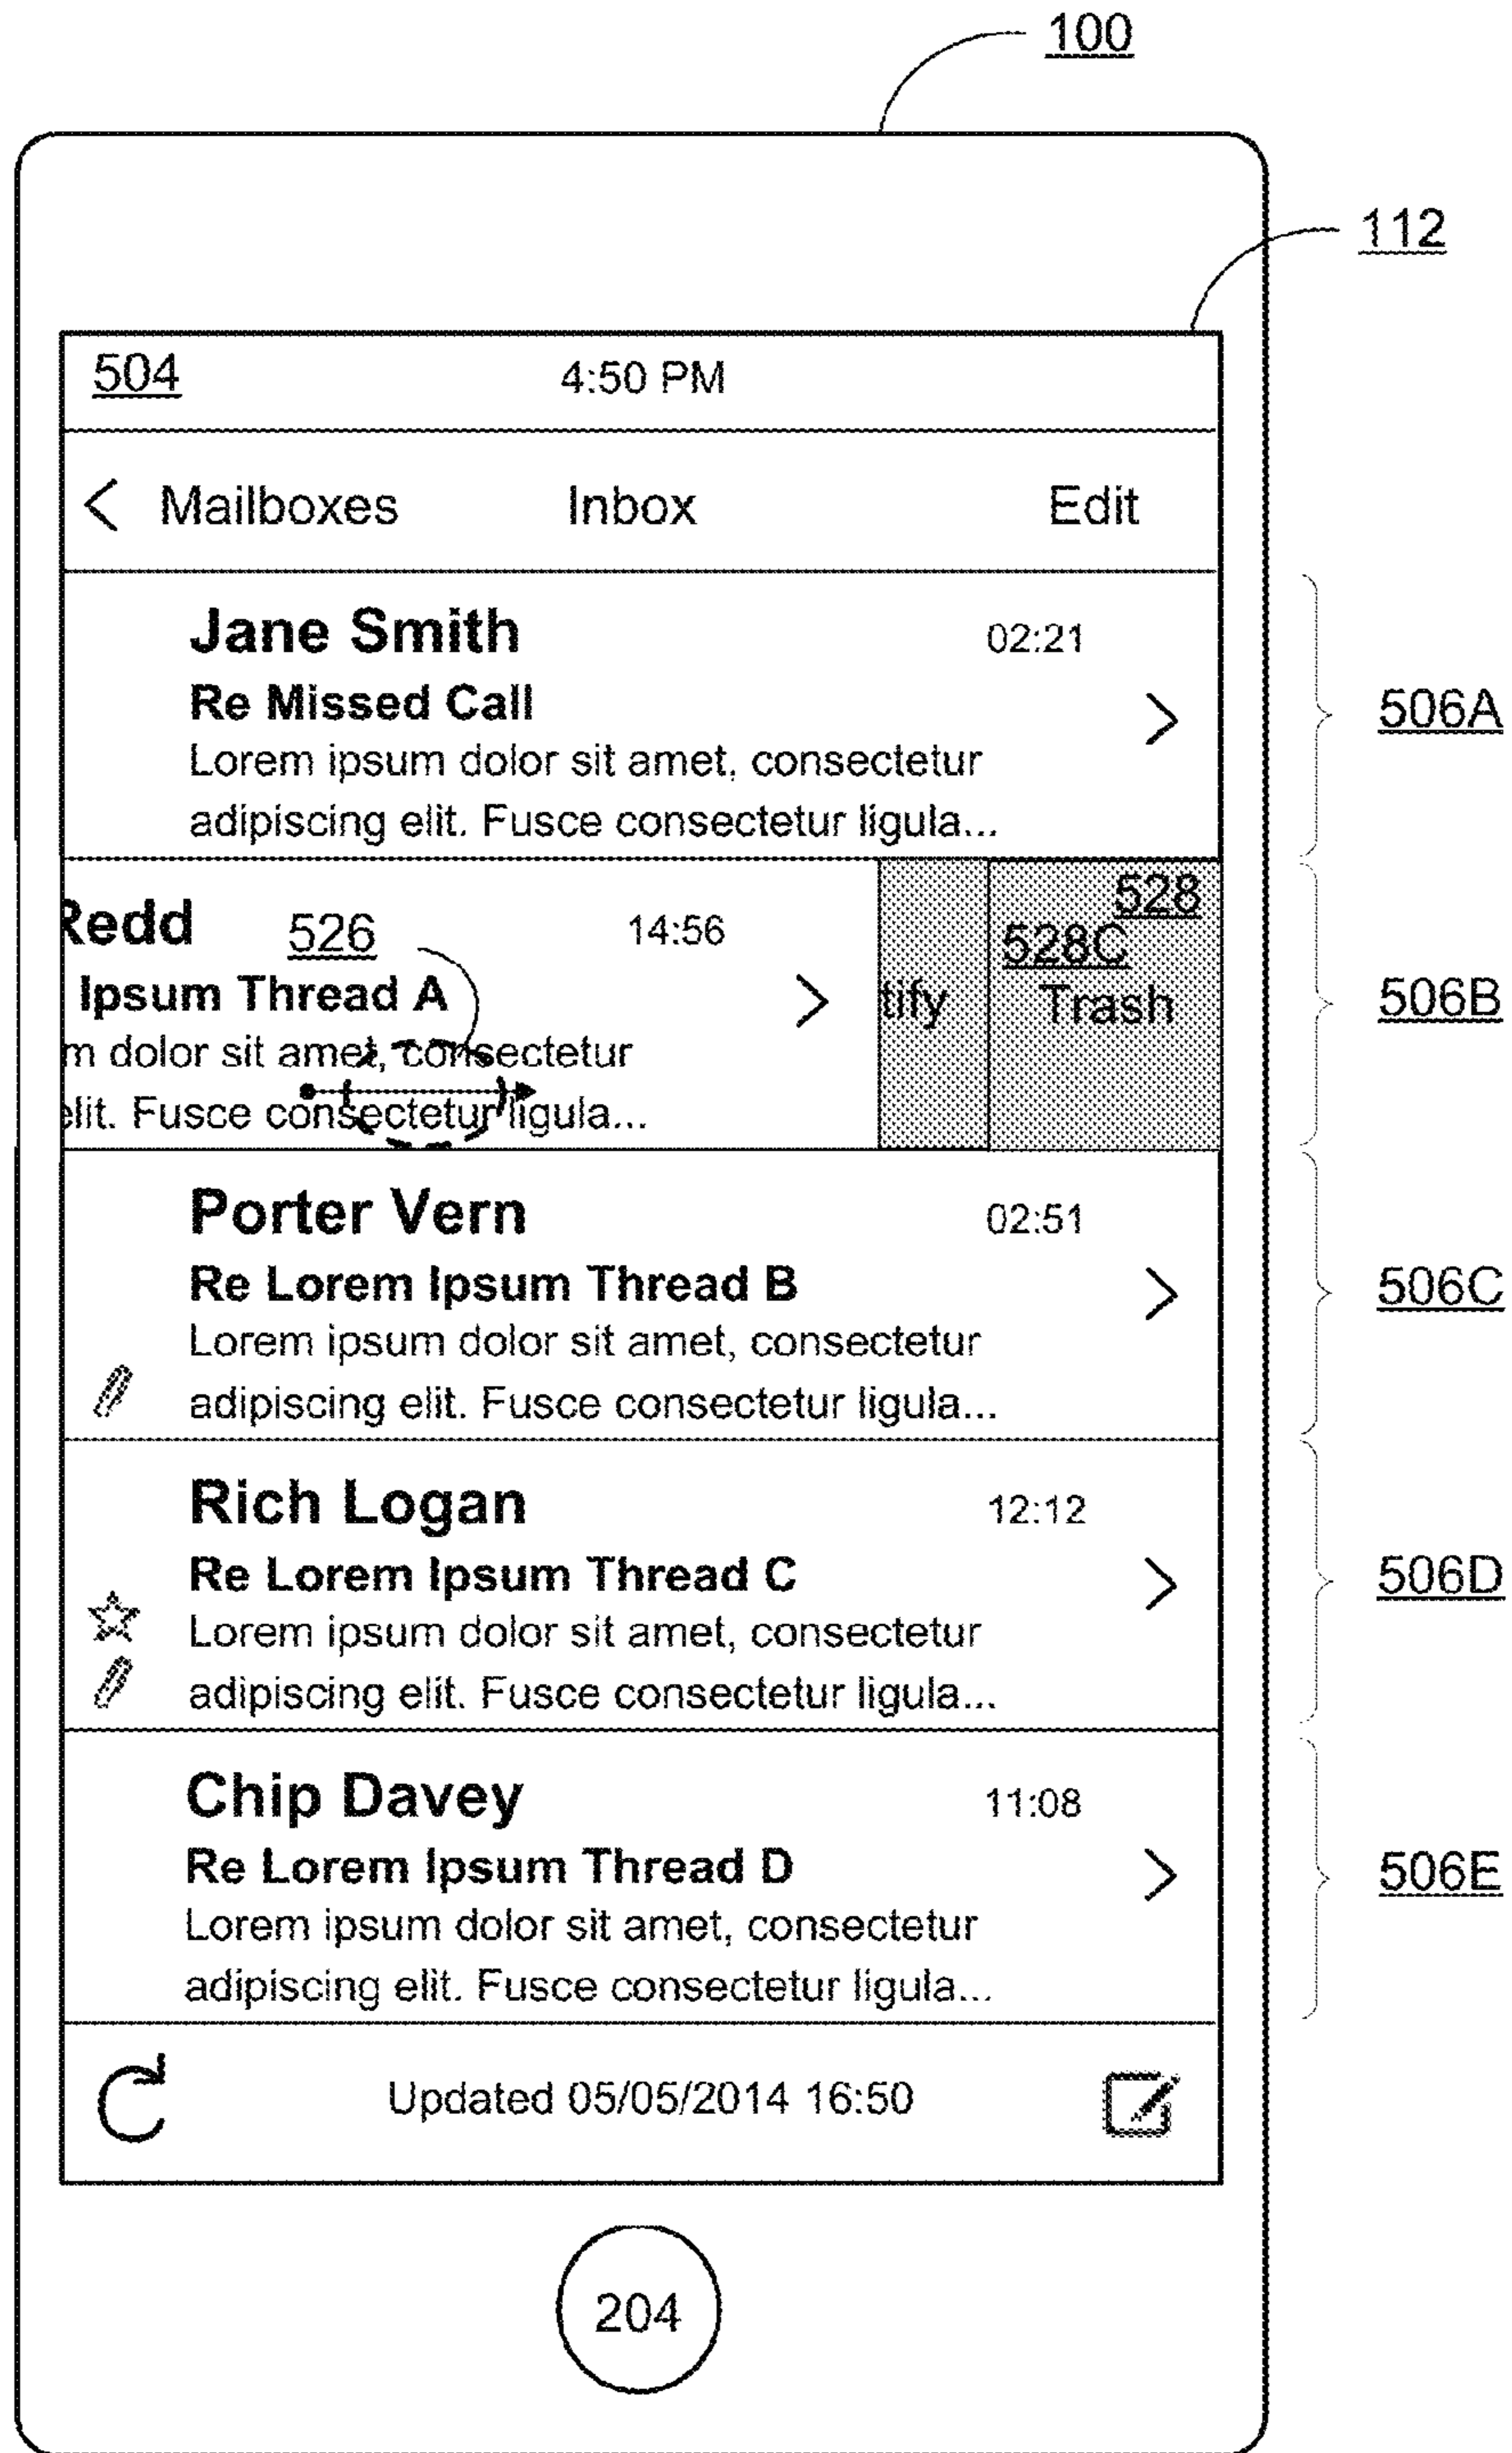 100
112
504 4:50 PM
< Mailboxes Inbox Edit
Jane Smith 02:21
Re Missed Call
Lorem ipsum dolor sit amet, consectetur
adipiscing elit. Fusce consectetur ligula...
506A
Redd 526 14:56 528
528C
Ipsum Thread A tify Trash
506B
m dolor sit amet, consectetur
elit. Fusce consectetur ligula...
Porter Vern 02:51
Re Lorem Ipsum Thread B
506C
Lorem ipsum dolor sit amet, consectetur
adipiscing elit. Fusce consectetur ligula...
Rich Logan 12:12
Re Lorem Ipsum Thread C
506D
Lorem ipsum dolor sit amet, consectetur
adipiscing elit. Fusce consectetur ligula...
Chip Davey 11:08
Re Lorem Ipsum Thread D
506E
Lorem ipsum dolor sit amet, consectetur
adipiscing elit. Fusce consectetur ligula...
Updated 05/05/2014 16:50
204